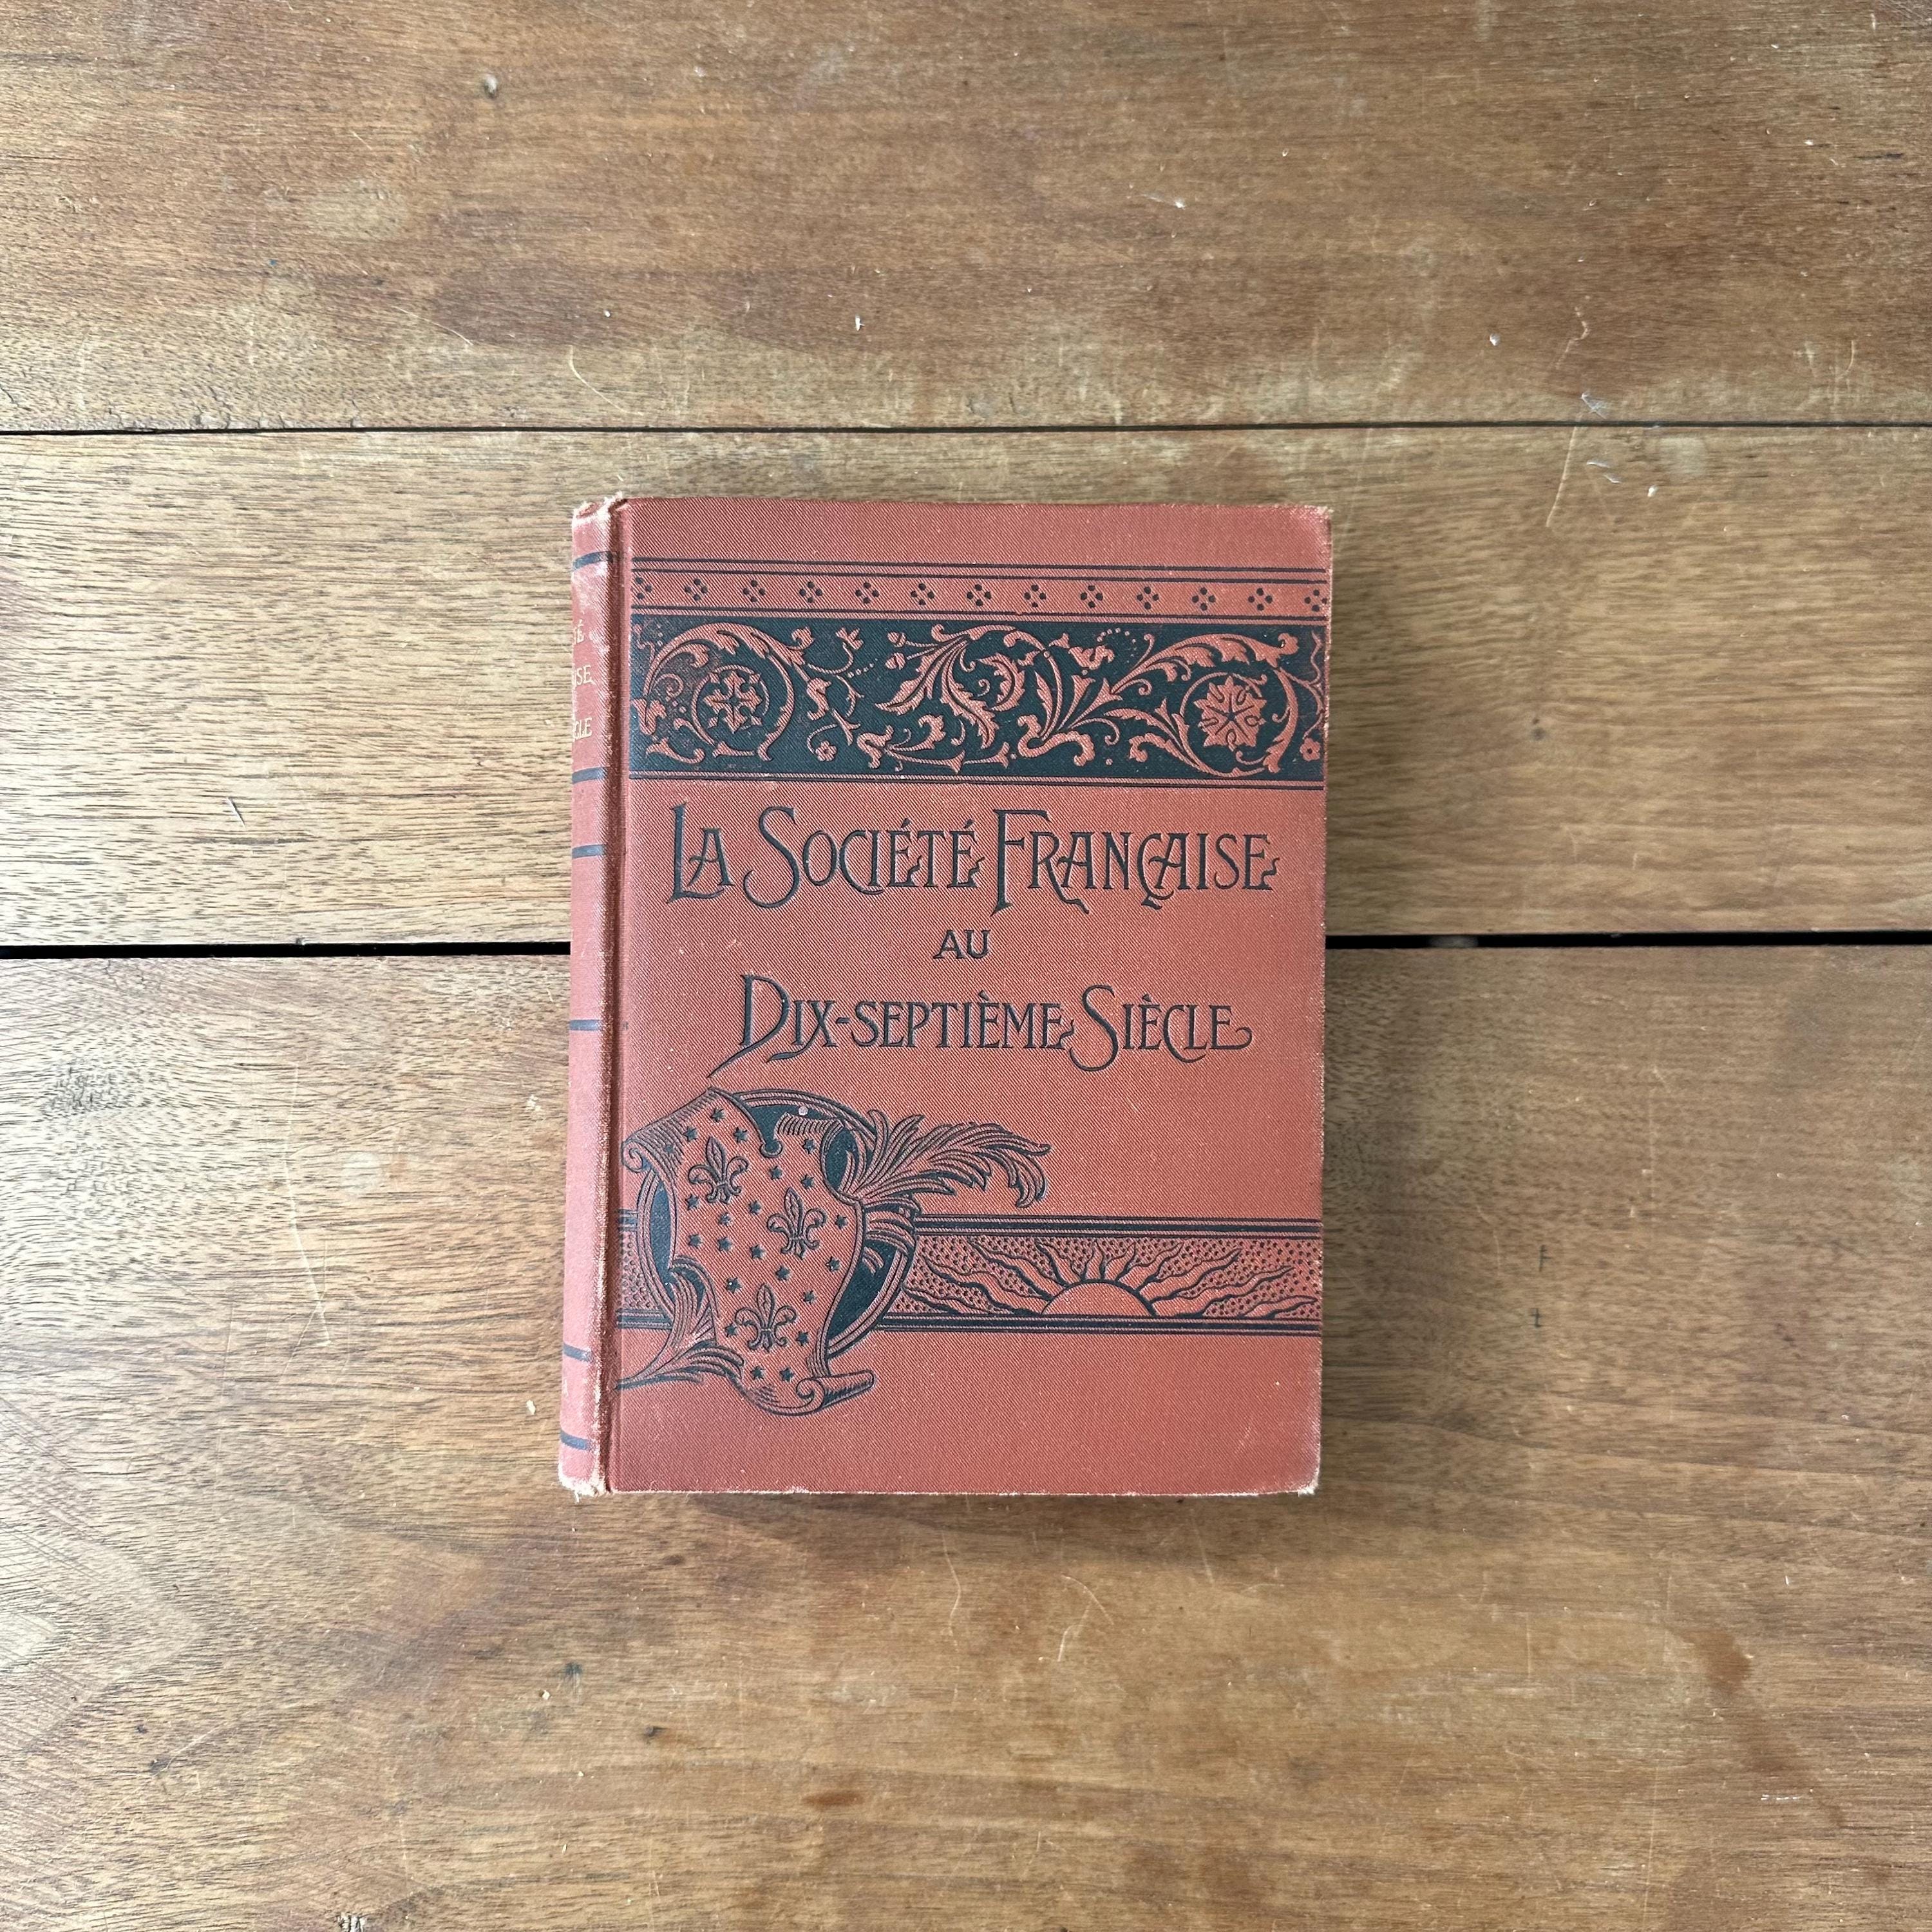 La Société Française
au
Dix-septième Siècle